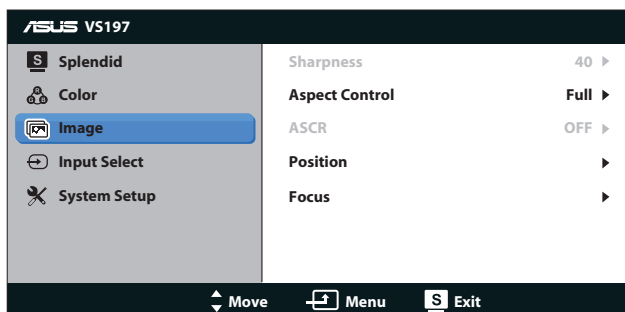 ASUS VS197
S Splendid
Color
Image
Input Select
System Setup
Sharpness 40
Aspect Control Full
ASCR OFF
Position
Focus
Move Menu S Exit